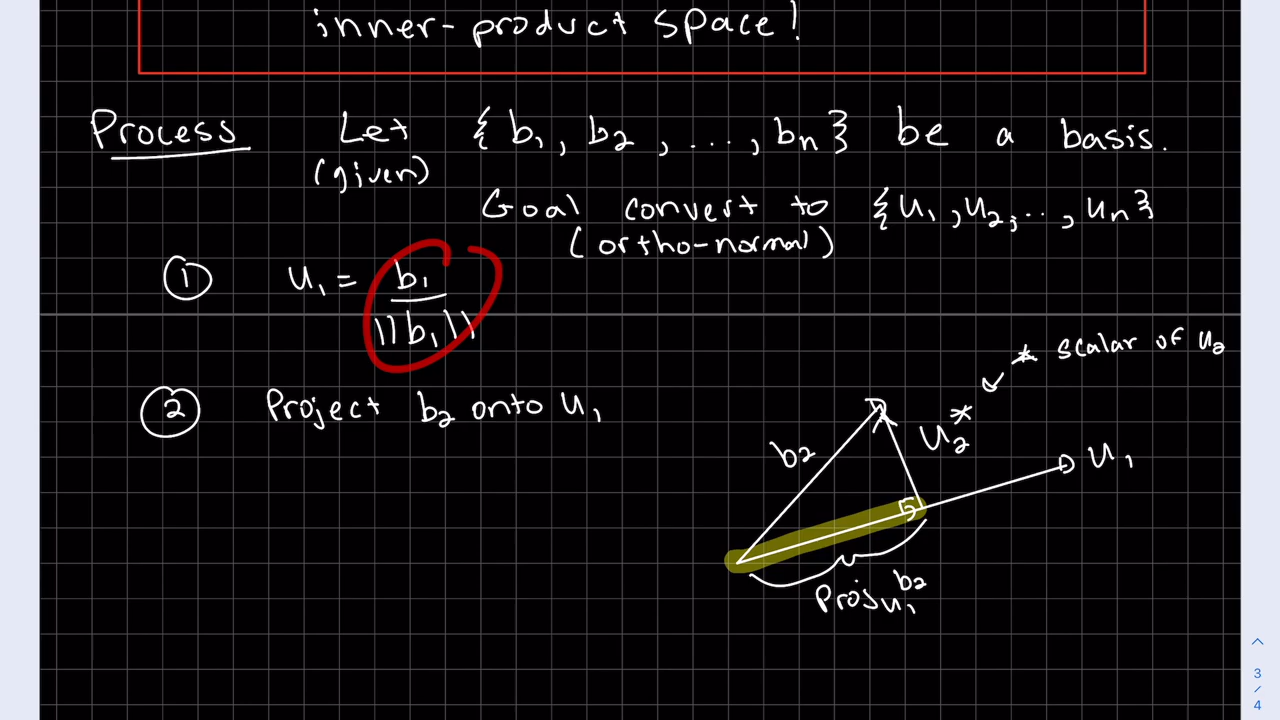 inner-product space!
Process Let {b₁, b₂, ..., bn} be a basis.
(given)
Goal convert to {u₁, u₂, .., un}
(ortho-normal)
① u₁ = b₁
||b₁||
* scalar of u₂
② Project b₂ onto u₁
b₂
u₂*
u₁
Proju₁ b₂
3
/
4